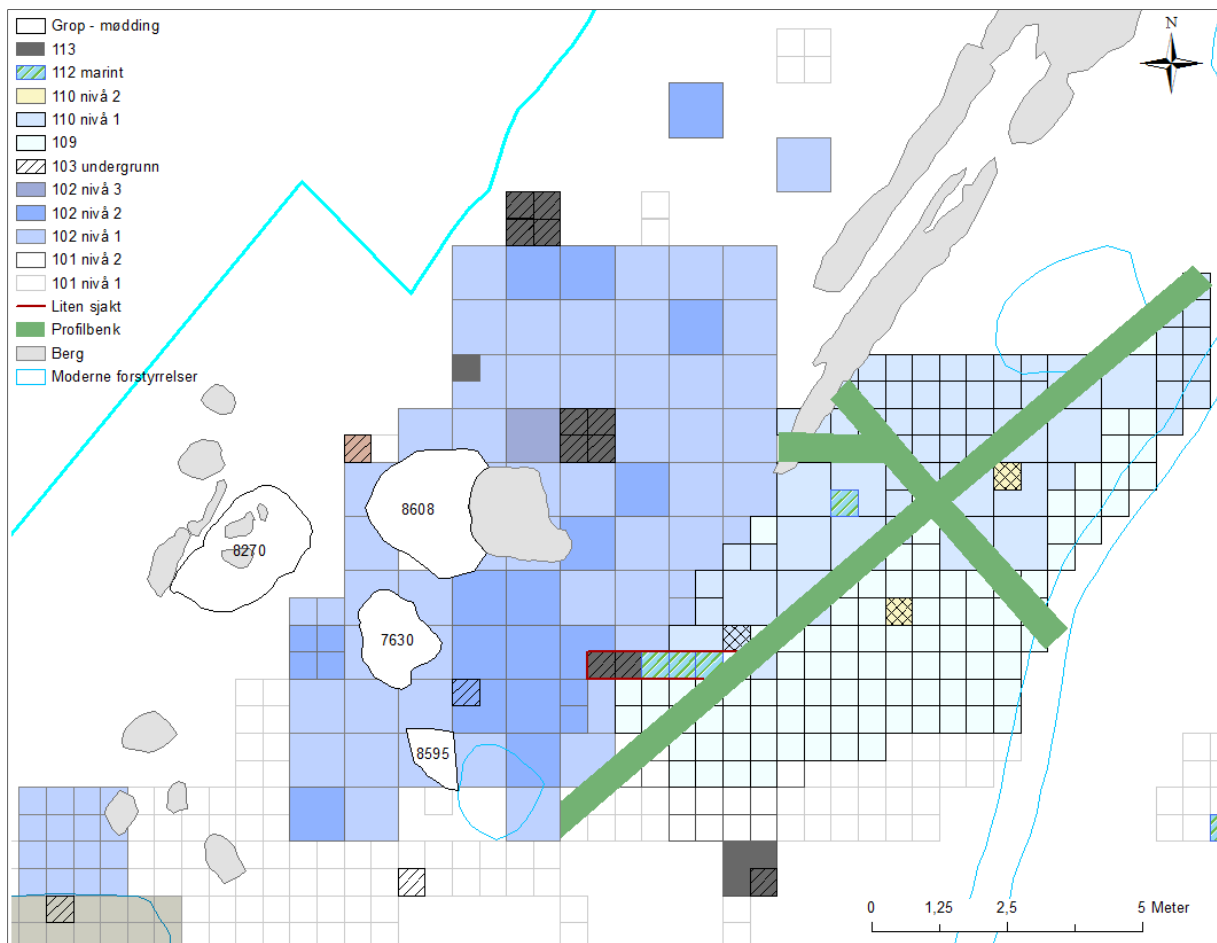 Grop - mødding
113
112 marint
110 nivå 2
110 nivå 1
109
103 undergrunn
102 nivå 3
102 nivå 2
102 nivå 1
101 nivå 2
101 nivå 1
Liten sjakt
Profilbenk
Berg
Moderne forstyrrelser
N
8608
8270
7630
8595
0 1,25 2,5 5 Meter